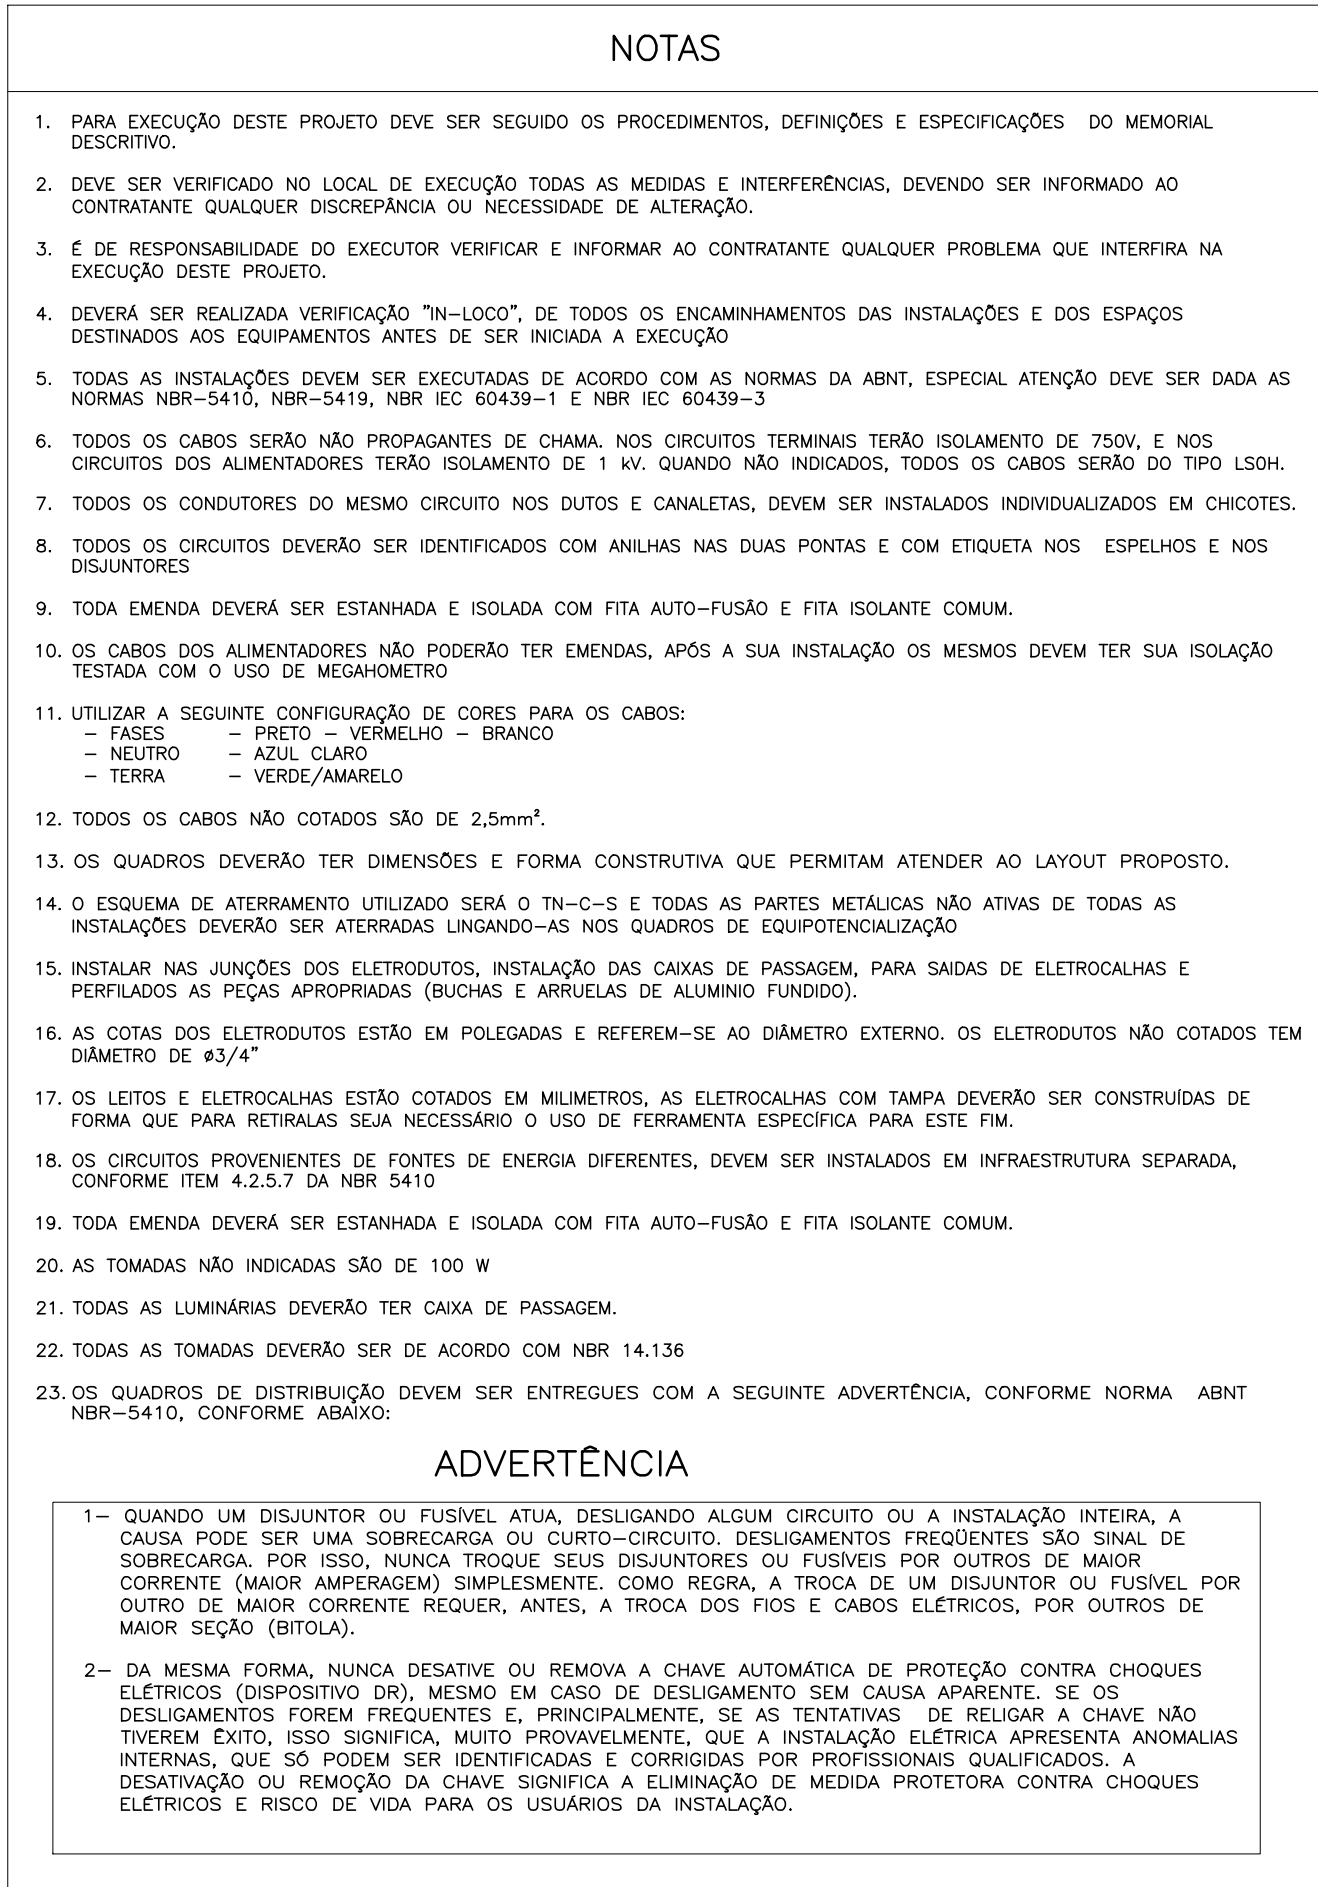 NOTAS
1. PARA EXECUÇÃO DESTE PROJETO DEVE SER SEGUIDO OS PROCEDIMENTOS, DEFINIÇÕES E ESPECIFICAÇÕES DO MEMORIAL
DESCRITIVO.
2. DEVE SER VERIFICADO NO LOCAL DE EXECUÇÃO TODAS AS MEDIDAS E INTERFERÊNCIAS, DEVENDO SER INFORMADO AO
CONTRATANTE QUALQUER DISCREPÂNCIA OU NECESSIDADE DE ALTERAÇÃO.
3. É DE RESPONSABILIDADE DO EXECUTOR VERIFICAR E INFORMAR AO CONTRATANTE QUALQUER PROBLEMA QUE INTERFIRA NA
EXECUÇÃO DESTE PROJETO.
4. DEVERÁ SER REALIZADA VERIFICAÇÃO "IN-LOCO", DE TODOS OS ENCAMINHAMENTOS DAS INSTALAÇÕES E DOS ESPAÇOS
DESTINADOS AOS EQUIPAMENTOS ANTES DE SER INICIADA A EXECUÇÃO
5. TODAS AS INSTALAÇÕES DEVEM SER EXECUTADAS DE ACORDO COM AS NORMAS DA ABNT, ESPECIAL ATENÇÃO DEVE SER DADA AS
NORMAS NBR-5410, NBR-5419, NBR IEC 60439-1 E NBR IEC 60439-3
6. TODOS OS CABOS SERÃO NÃO PROPAGANTES DE CHAMA. NOS CIRCUITOS TERMINAIS TERÃO ISOLAMENTO DE 750V, E NOS
CIRCUITOS DOS ALIMENTADORES TERÃO ISOLAMENTO DE 1 kV. QUANDO NÃO INDICADOS, TODOS OS CABOS SERÃO DO TIPO LS0H.
7. TODOS OS CONDUTORES DO MESMO CIRCUITO NOS DUTOS E CANALETAS, DEVEM SER INSTALADOS INDIVIDUALIZADOS EM CHICOTES.
8. TODOS OS CIRCUITOS DEVERÃO SER IDENTIFICADOS COM ANILHAS NAS DUAS PONTAS E COM ETIQUETA NOS ESPELHOS E NOS
DISJUNTORES
9. TODA EMENDA DEVERÁ SER ESTANHADA E ISOLADA COM FITA AUTO-FUSÂO E FITA ISOLANTE COMUM.
10. OS CABOS DOS ALIMENTADORES NÃO PODERÃO TER EMENDAS, APÓS A SUA INSTALAÇÃO OS MESMOS DEVEM TER SUA ISOLAÇÃO
TESTADA COM O USO DE MEGAHOMETRO
11. UTILIZAR A SEGUINTE CONFIGURAÇÃO DE CORES PARA OS CABOS:
- FASES - PRETO - VERMELHO - BRANCO
- NEUTRO - AZUL CLARO
- TERRA - VERDE/AMARELO
12. TODOS OS CABOS NÃO COTADOS SÃO DE 2,5mm².
13. OS QUADROS DEVERÃO TER DIMENSÕES E FORMA CONSTRUTIVA QUE PERMITAM ATENDER AO LAYOUT PROPOSTO.
14. O ESQUEMA DE ATERRAMENTO UTILIZADO SERÁ O TN-C-S E TODAS AS PARTES METÁLICAS NÃO ATIVAS DE TODAS AS
INSTALAÇÕES DEVERÃO SER ATERRADAS LINGANDO-AS NOS QUADROS DE EQUIPOTENCIALIZAÇÃO
15. INSTALAR NAS JUNÇÕES DOS ELETRODUTOS, INSTALAÇÃO DAS CAIXAS DE PASSAGEM, PARA SAIDAS DE ELETROCALHAS E
PERFILADOS AS PEÇAS APROPRIADAS (BUCHAS E ARRUELAS DE ALUMINIO FUNDIDO).
16. AS COTAS DOS ELETRODUTOS ESTÃO EM POLEGADAS E REFEREM-SE AO DIÂMETRO EXTERNO. OS ELETRODUTOS NÃO COTADOS TEM
DIÂMETRO DE ø3/4"
17. OS LEITOS E ELETROCALHAS ESTÃO COTADOS EM MILIMETROS, AS ELETROCALHAS COM TAMPA DEVERÃO SER CONSTRUÍDAS DE
FORMA QUE PARA RETIRALAS SEJA NECESSÁRIO O USO DE FERRAMENTA ESPECÍFICA PARA ESTE FIM.
18. OS CIRCUITOS PROVENIENTES DE FONTES DE ENERGIA DIFERENTES, DEVEM SER INSTALADOS EM INFRAESTRUTURA SEPARADA,
CONFORME ITEM 4.2.5.7 DA NBR 5410
19. TODA EMENDA DEVERÁ SER ESTANHADA E ISOLADA COM FITA AUTO-FUSÂO E FITA ISOLANTE COMUM.
20. AS TOMADAS NÃO INDICADAS SÃO DE 100 W
21. TODAS AS LUMINÁRIAS DEVERÃO TER CAIXA DE PASSAGEM.
22. TODAS AS TOMADAS DEVERÃO SER DE ACORDO COM NBR 14.136
23. OS QUADROS DE DISTRIBUIÇÃO DEVEM SER ENTREGUES COM A SEGUINTE ADVERTÊNCIA, CONFORME NORMA ABNT
NBR-5410, CONFORME ABAIXO:
ADVERTÊNCIA
1- QUANDO UM DISJUNTOR OU FUSÍVEL ATUA, DESLIGANDO ALGUM CIRCUITO OU A INSTALAÇÃO INTEIRA, A
CAUSA PODE SER UMA SOBRECARGA OU CURTO-CIRCUITO. DESLIGAMENTOS FREQÜENTES SÃO SINAL DE
SOBRECARGA. POR ISSO, NUNCA TROQUE SEUS DISJUNTORES OU FUSÍVEIS POR OUTROS DE MAIOR
CORRENTE (MAIOR AMPERAGEM) SIMPLESMENTE. COMO REGRA, A TROCA DE UM DISJUNTOR OU FUSÍVEL POR
OUTRO DE MAIOR CORRENTE REQUER, ANTES, A TROCA DOS FIOS E CABOS ELÉTRICOS, POR OUTROS DE
MAIOR SEÇÃO (BITOLA).
2- DA MESMA FORMA, NUNCA DESATIVE OU REMOVA A CHAVE AUTOMÁTICA DE PROTEÇÃO CONTRA CHOQUES
ELÉTRICOS (DISPOSITIVO DR), MESMO EM CASO DE DESLIGAMENTO SEM CAUSA APARENTE. SE OS
DESLIGAMENTOS FOREM FREQUENTES E, PRINCIPALMENTE, SE AS TENTATIVAS DE RELIGAR A CHAVE NÃO
TIVEREM ÊXITO, ISSO SIGNIFICA, MUITO PROVAVELMENTE, QUE A INSTALAÇÃO ELÉTRICA APRESENTA ANOMALIAS
INTERNAS, QUE SÓ PODEM SER IDENTIFICADAS E CORRIGIDAS POR PROFISSIONAIS QUALIFICADOS. A
DESATIVAÇÃO OU REMOÇÃO DA CHAVE SIGNIFICA A ELIMINAÇÃO DE MEDIDA PROTETORA CONTRA CHOQUES
ELÉTRICOS E RISCO DE VIDA PARA OS USUÁRIOS DA INSTALAÇÃO.